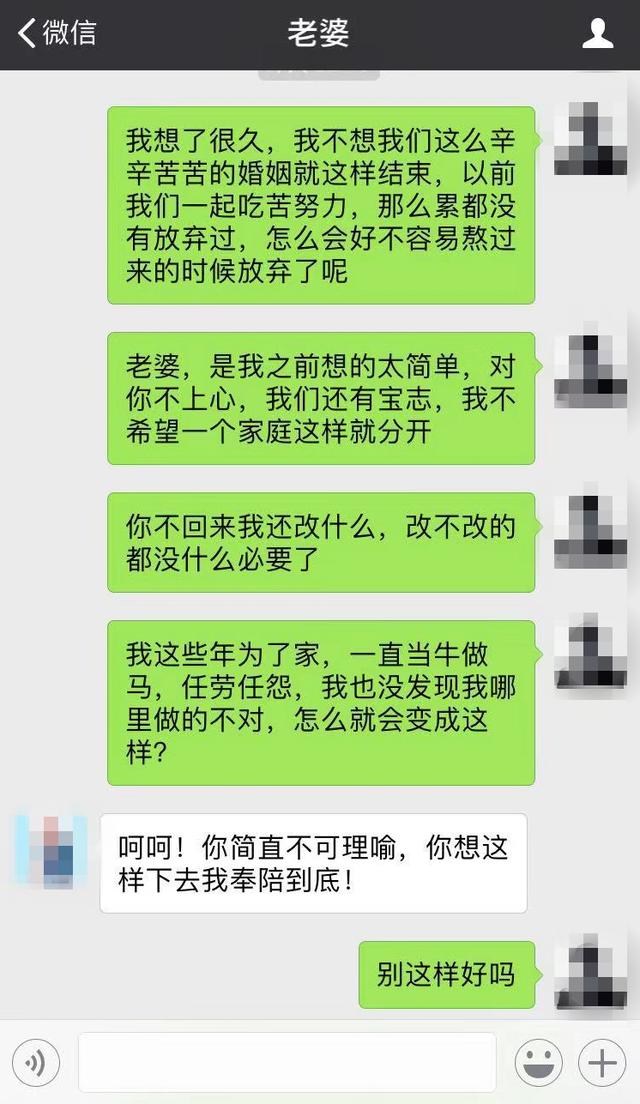 微信
老婆
我想了很久，我不想我们这么辛
辛苦苦的婚姻就这样结束，以前
我们一起吃苦努力，那么累都没
有放弃过，怎么会好不容易熬过
来的时候放弃了呢
老婆，是我之前想的太简单，对
你不上心，我们还有宝志，我不
希望一个家庭这样就分开
你不回来我还改什么，改不改的
都没什么必要了
我这些年为了家，一直当牛做
马，任劳任怨，我也没发现我哪
里做的不对，怎么就会变成这
样?
呵呵！你简直不可理喻，你想这
样下去我奉陪到底！
别这样好吗